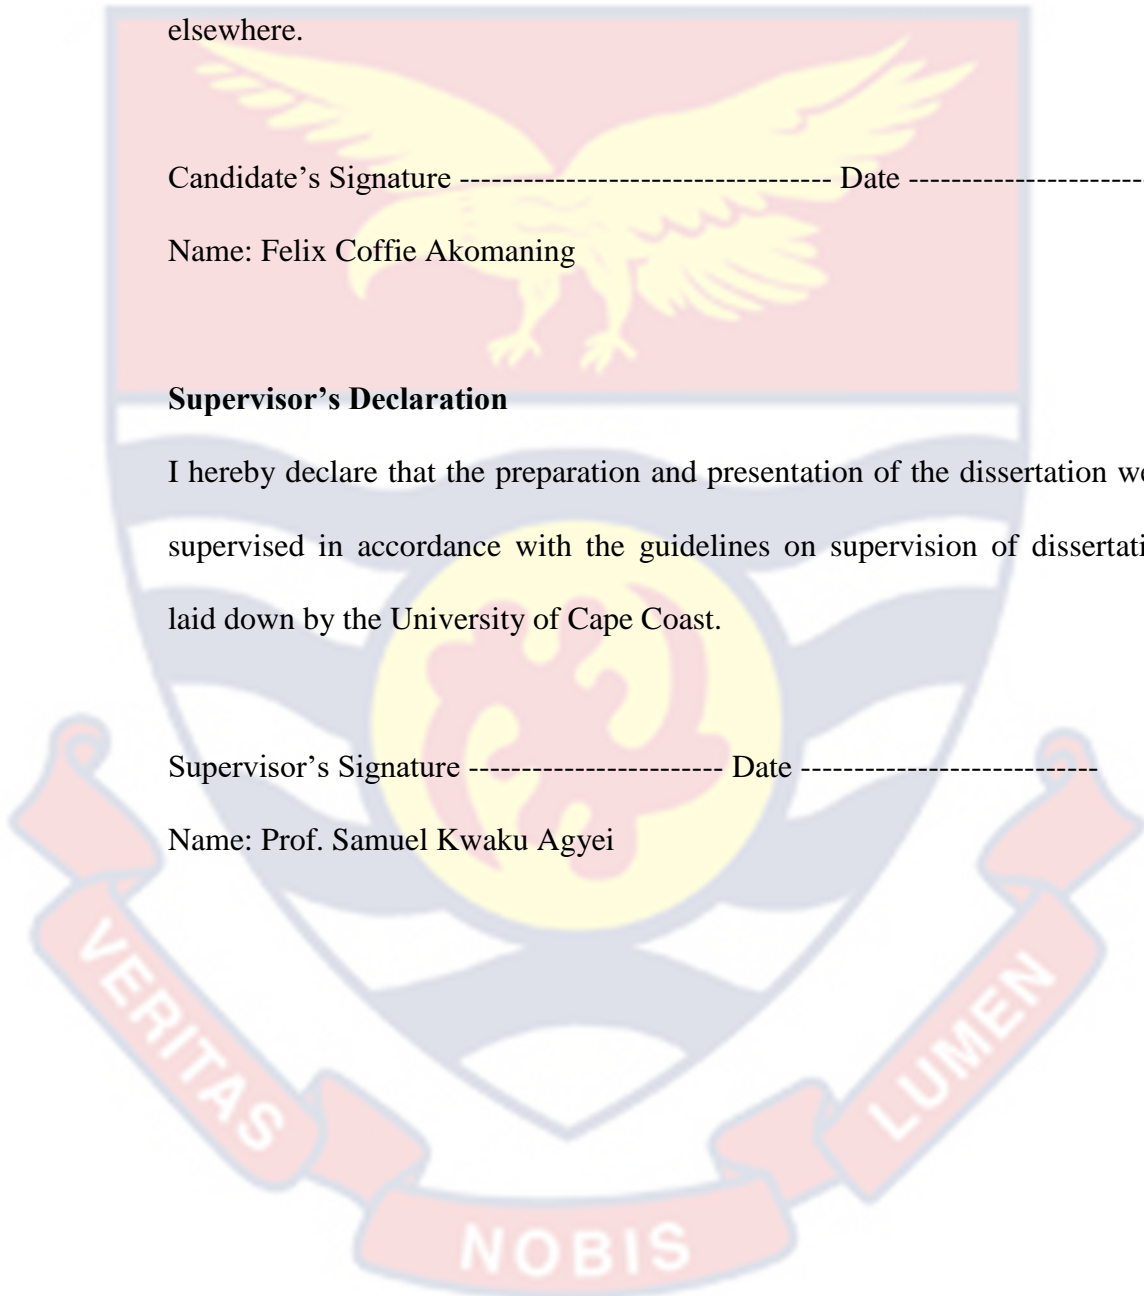 elsewhere.
Candidate’s Signature ----------------------------------- Date -----------------------
Name: Felix Coffie Akomaning
Supervisor’s Declaration
I hereby declare that the preparation and presentation of the dissertation
supervised in accordance with the guidelines on supervision of
laid down by the University of Cape Coast.
Supervisor’s Signature ------------------------ Date ----------------------------
Name: Prof. Samuel Kwaku Agyei
VERITAS
NOBIS
LUMEN